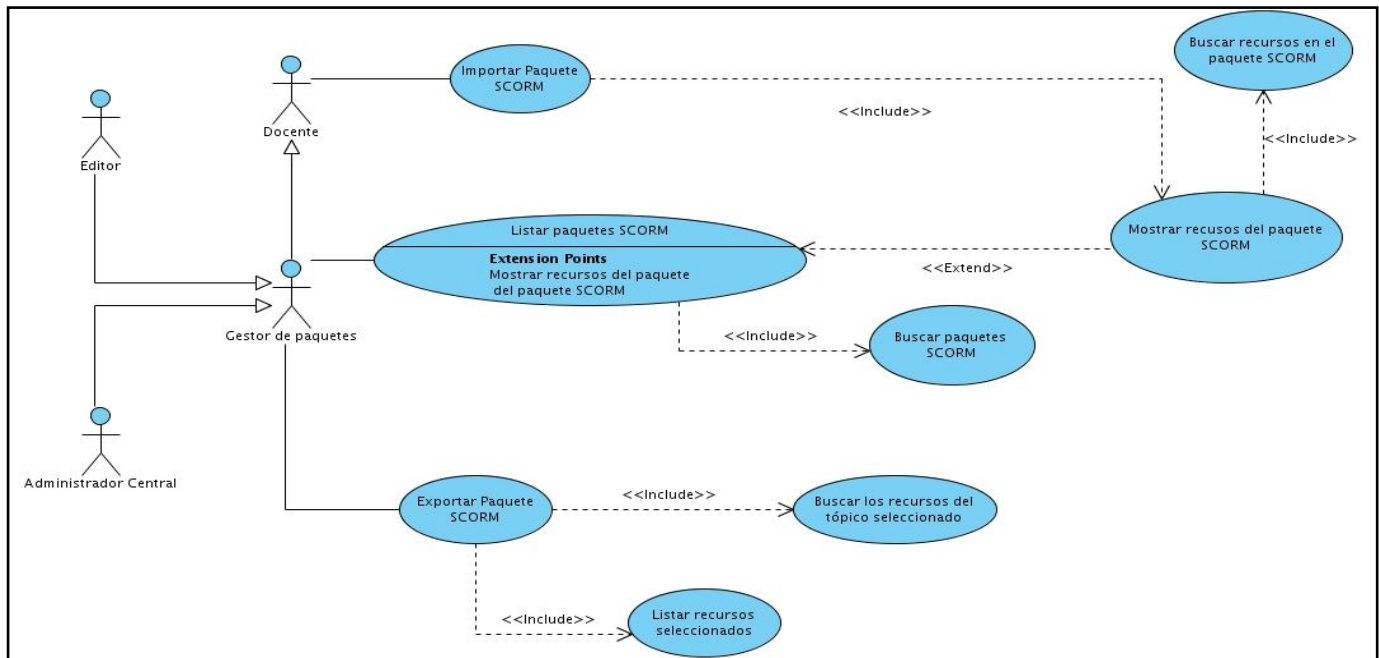 Buscar recursos en el
paquete SCORM
Importar Paquete
SCORM
<<Include>>
Docente
<<Include>>
Editor
Listar paquetes SCORM
Extension Points
Mostrar recursos del paquete
del paquete SCORM
Mostrar recusos del paquete
SCORM
<<Extend>>
Gestor de paquetes
<<Include>>
Buscar paquetes
SCORM
Administrador Central
Exportar Paquete
SCORM
<<Include>>
Buscar los recursos del
tópico seleccionado
<<Include>>
Listar recursos
seleccionados